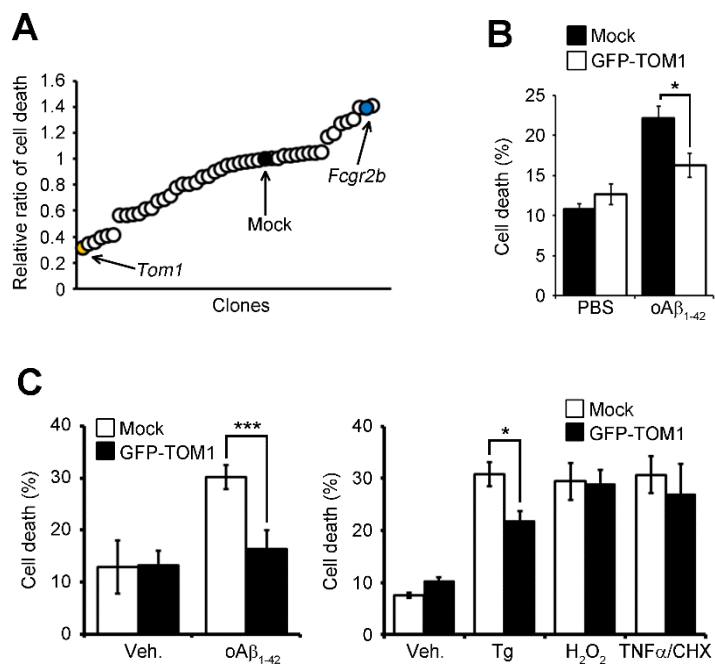 A
Relative ratio of cell death
1.6
1.4
1.2
1
0.8
0.6
0.4
0.2
0
Fcgr2b
Mock
Tom1
Clones
B
Mock
GFP-TOM1
Cell death (%)
25
20
15
10
5
0
*
PBS
oAβ1-42
C
Cell death (%)
40
30
20
10
0
Mock
GFP-TOM1
***
Veh.
oAβ1-42
Cell death (%)
40
30
20
10
0
Mock
GFP-TOM1
*
Veh.
Tg
H2O2
TNFα/CHX